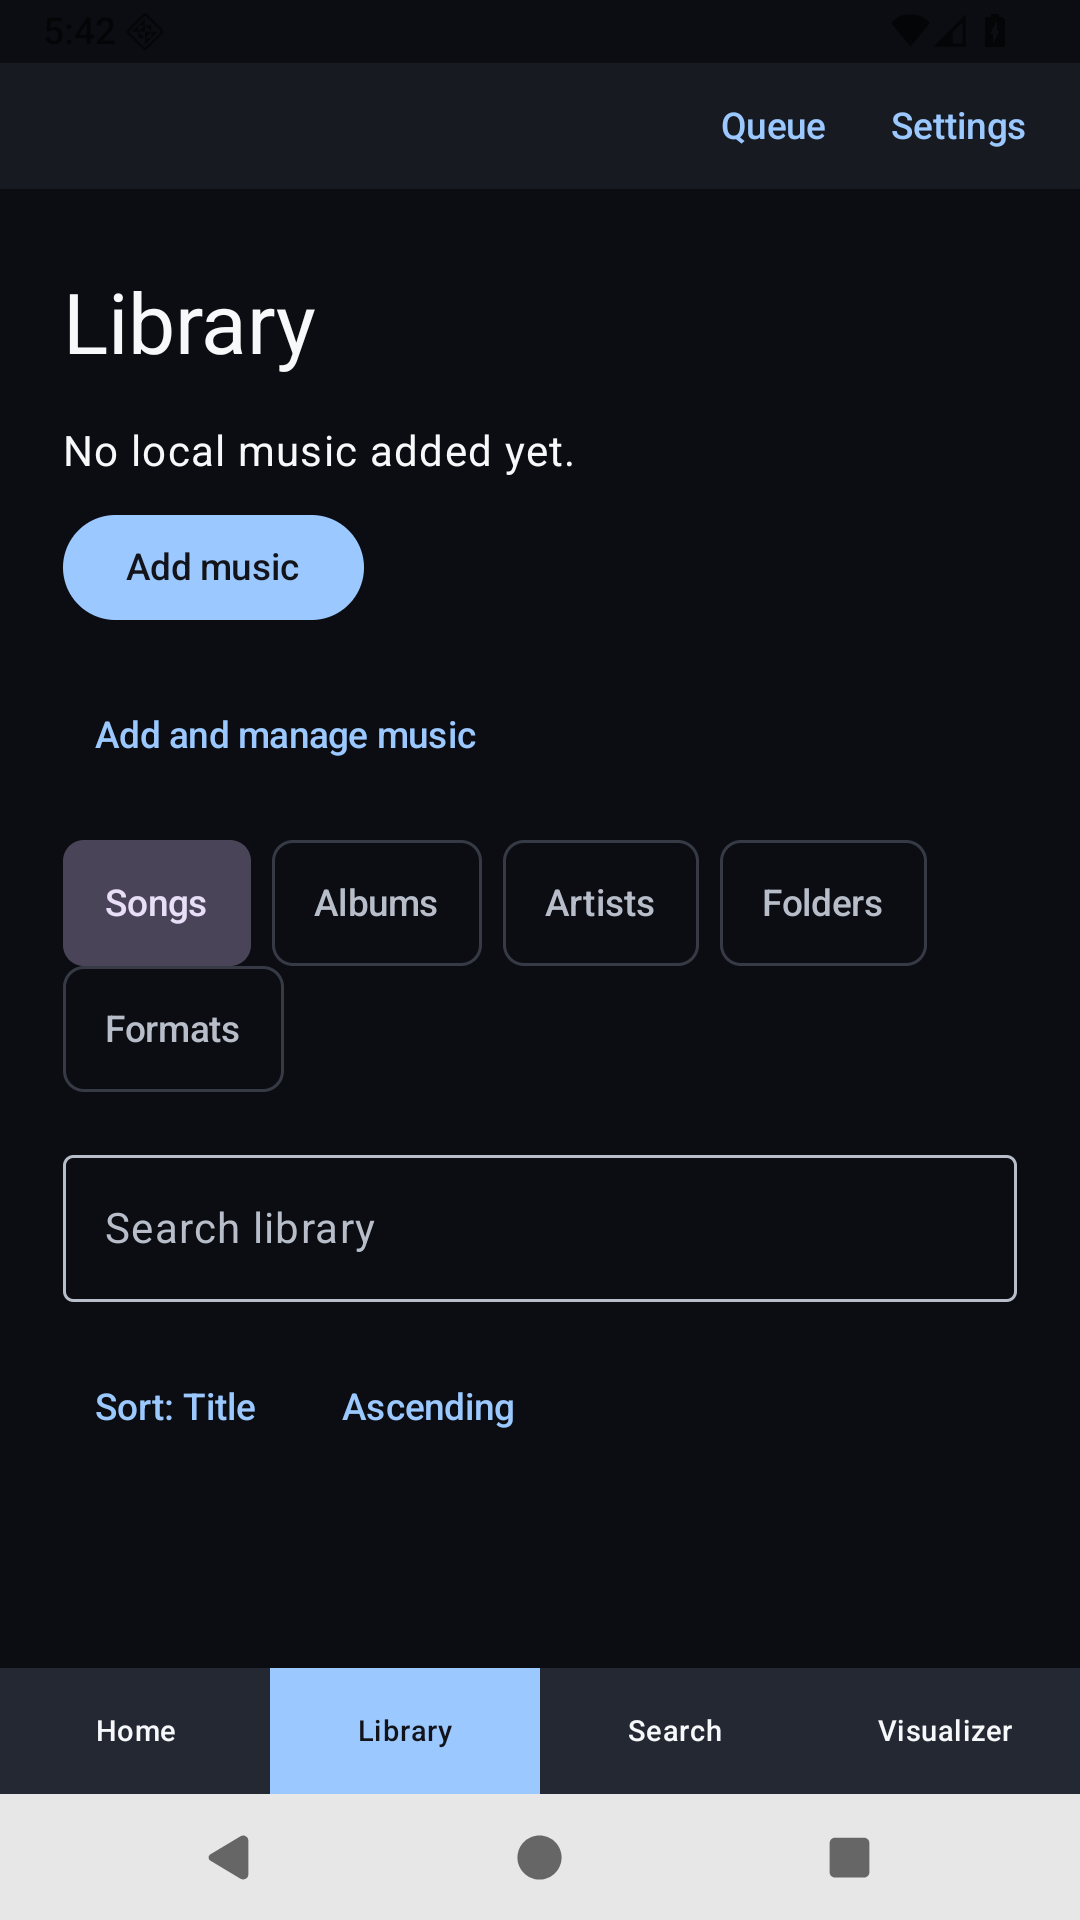 5:42
Queue Settings
Library
No local music added yet.
Add music
Add and manage music
Songs Albums Artists Folders
Formats
Search library
Sort: Title Ascending
Home Library Search Visualizer